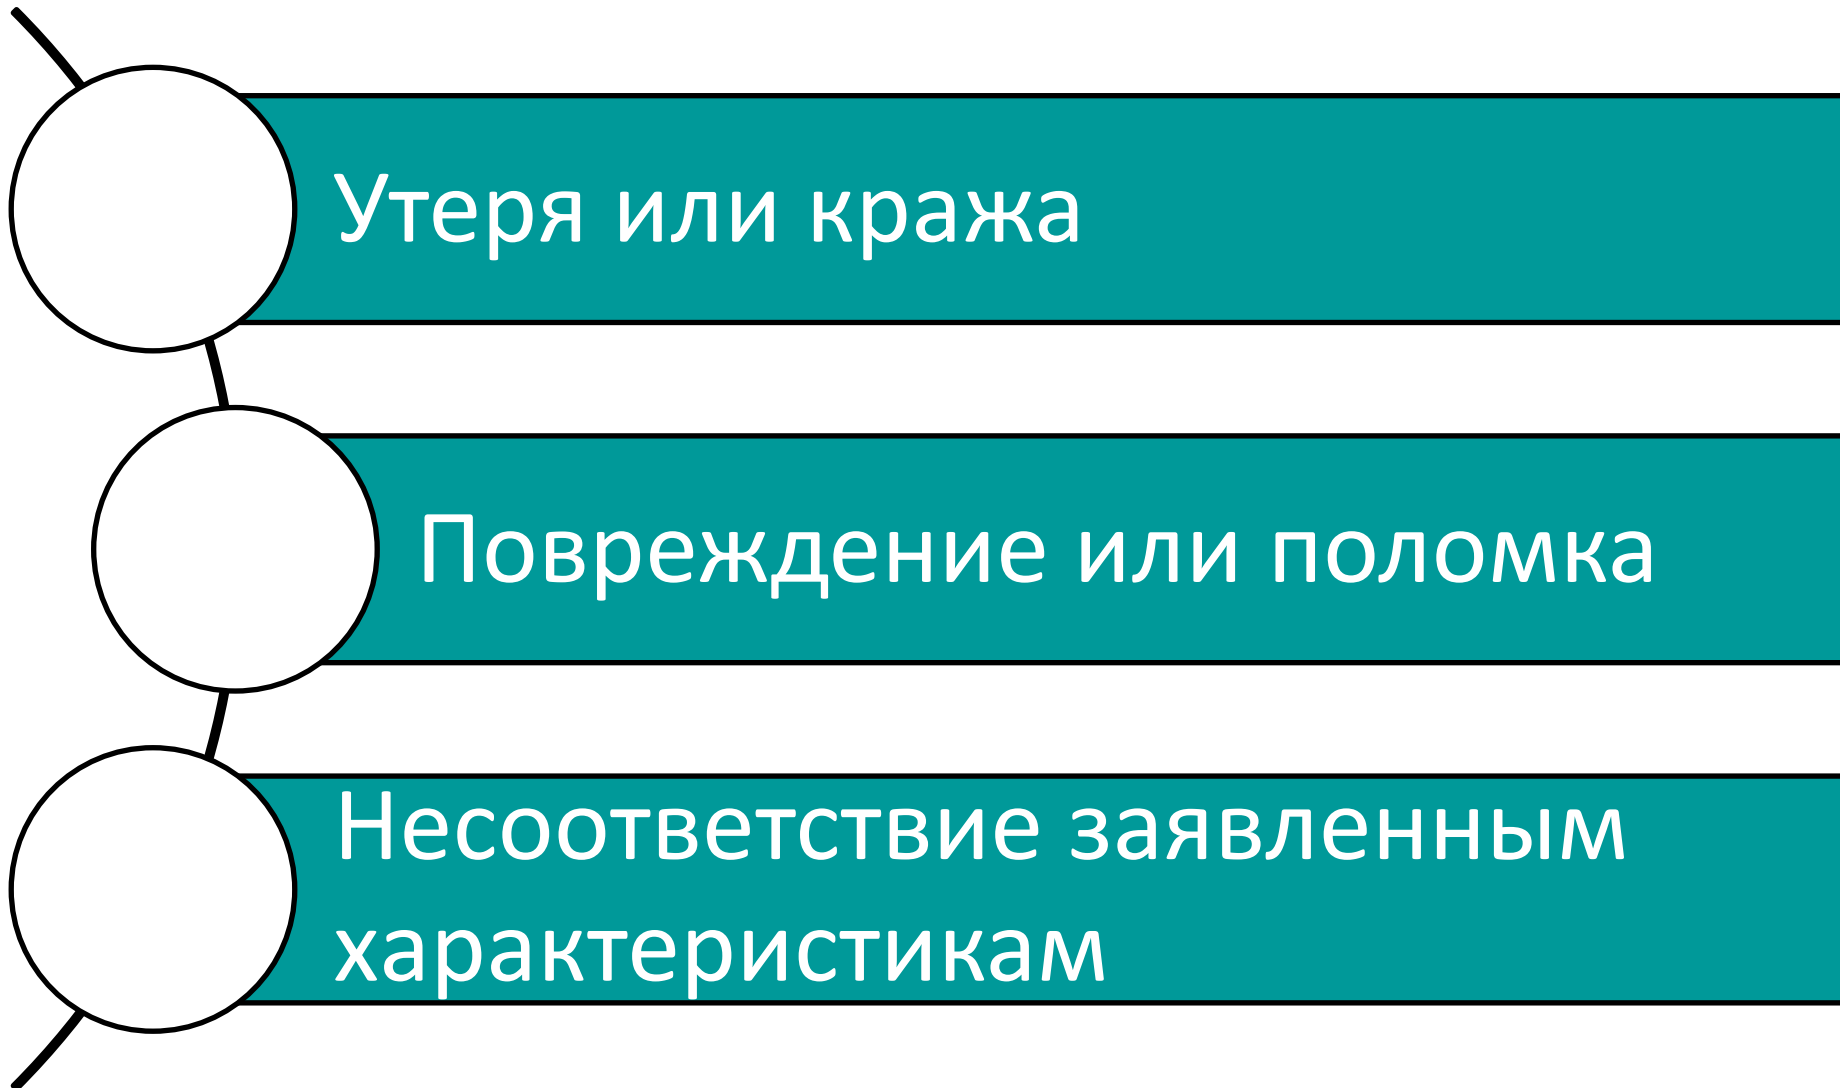 Утеря или кража
Повреждение или поломка
Несоответствие заявленным
характеристикам